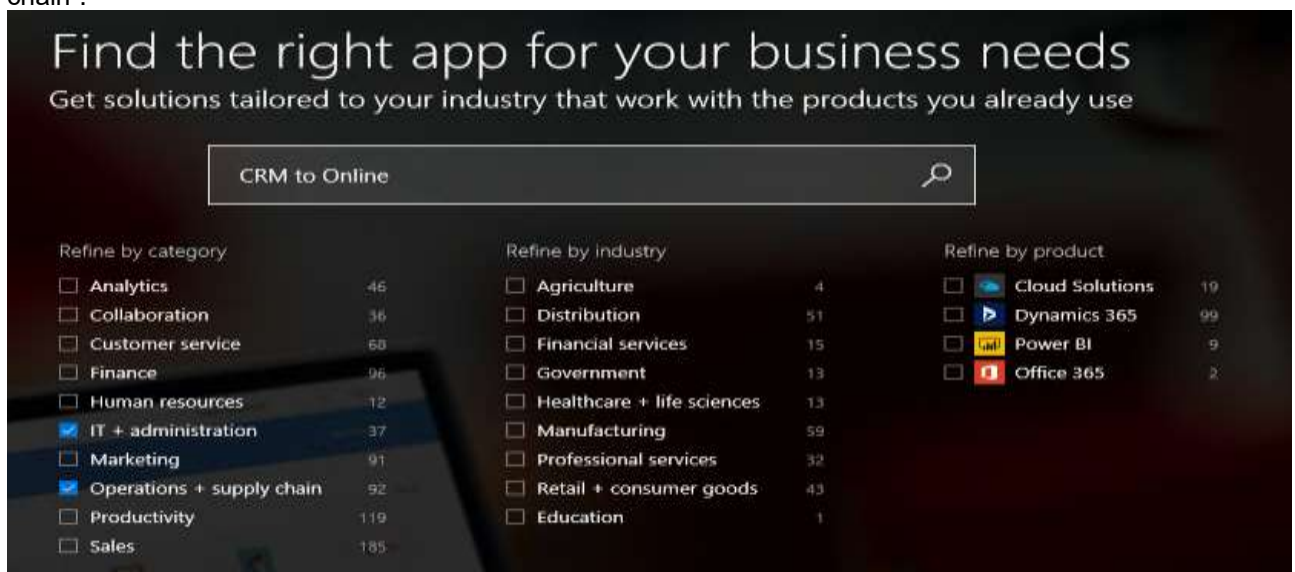 chain".
Find the right app for your business needs
Get solutions tailored to your industry that work with the products you already use
CRM to Online
Refine by category
Analytics 46
Collaboration 36
Customer service 68
Finance 96
Human resources 12
IT + administration 37
Marketing 91
Operations + supply chain 92
Productivity 119
Sales 185
Refine by industry
Agriculture 4
Distribution 51
Financial services 15
Government 13
Healthcare + life sciences 13
Manufacturing 59
Professional services 32
Retail + consumer goods 43
Education 1
Refine by product
Cloud Solutions 19
Dynamics 365 99
Power BI 9
Office 365 2